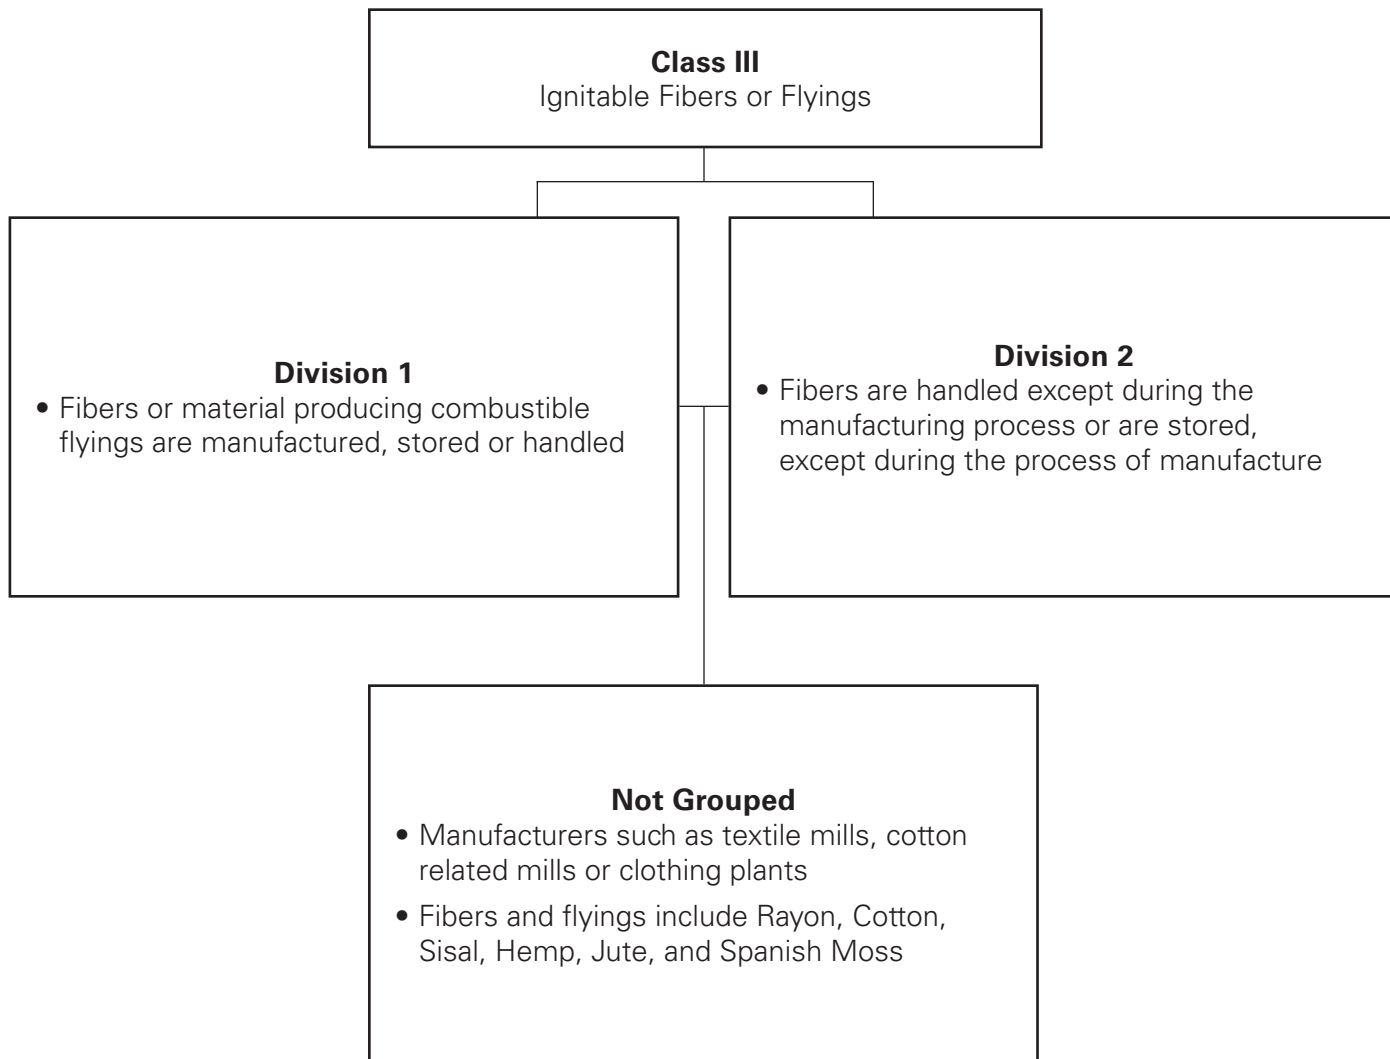 Class III
Ignitable Fibers or Flyings
Division 1
• Fibers or material producing combustible
flyings are manufactured, stored or handled
Division 2
• Fibers are handled except during the
manufacturing process or are stored,
except during the process of manufacture
Not Grouped
• Manufacturers such as textile mills, cotton
related mills or clothing plants
• Fibers and flyings include Rayon, Cotton,
Sisal, Hemp, Jute, and Spanish Moss